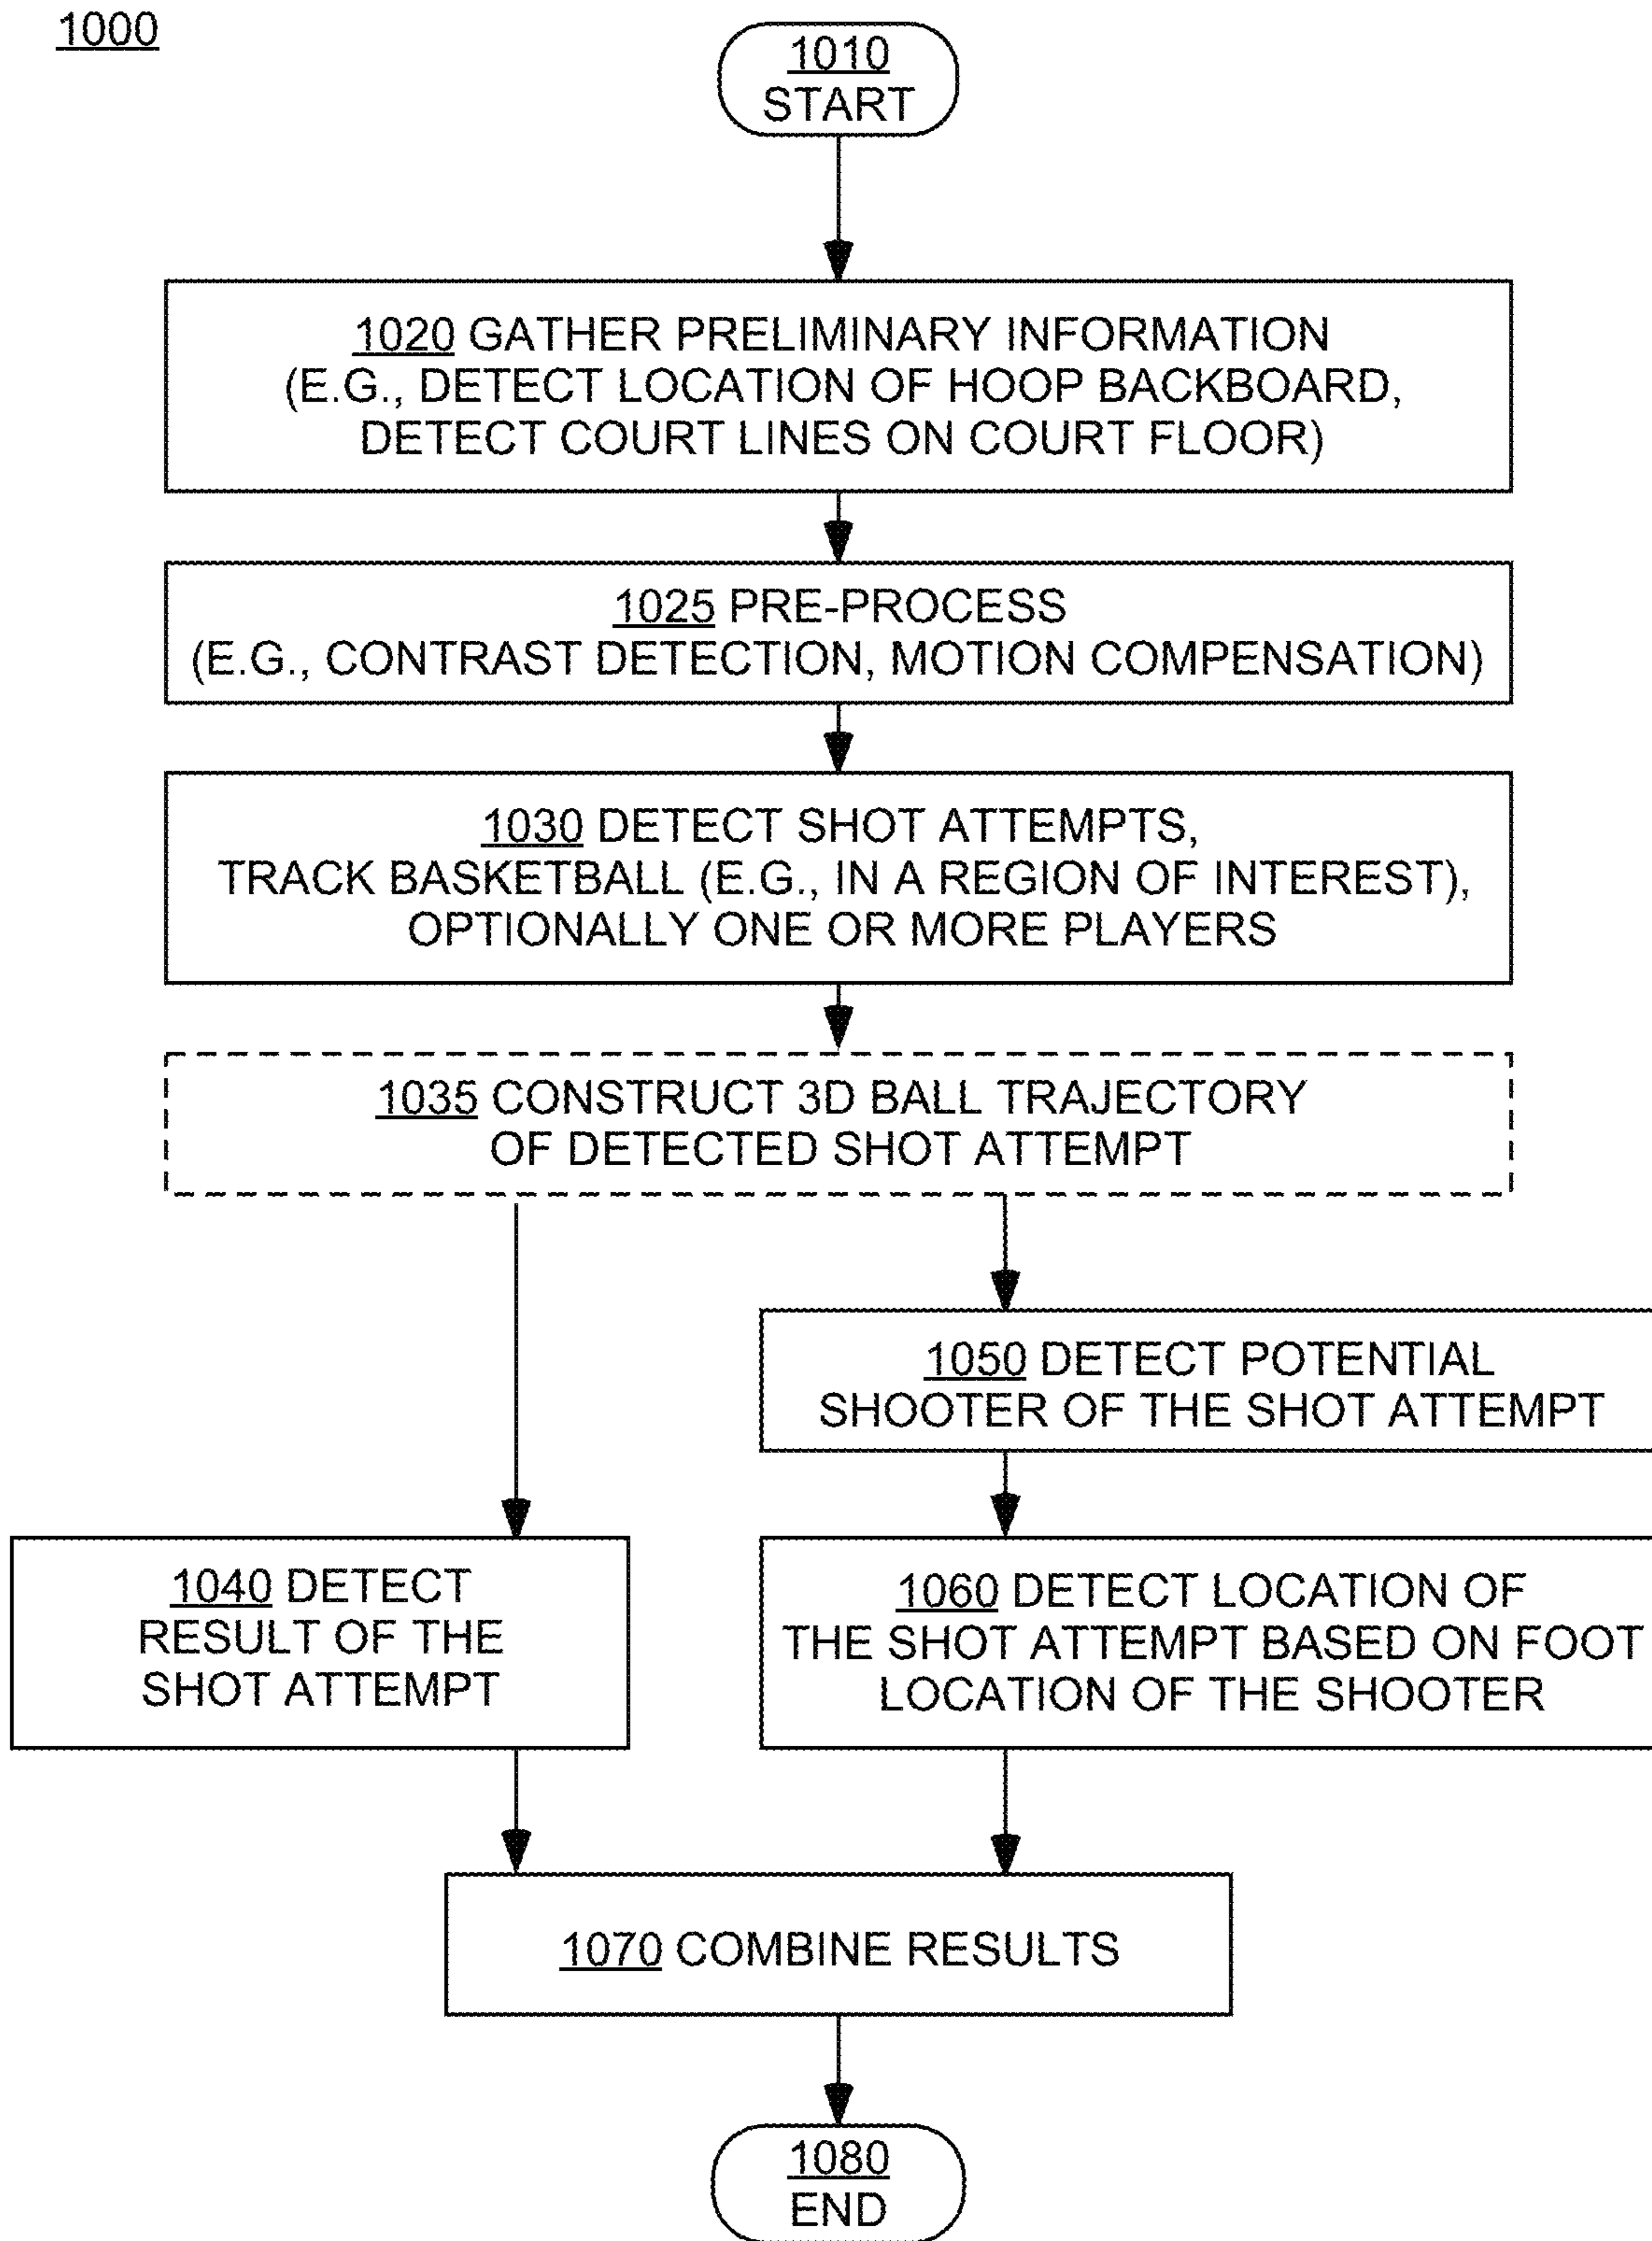 1000
1010
START
1020 GATHER PRELIMINARY INFORMATION
(E.G., DETECT LOCATION OF HOOP BACKBOARD,
DETECT COURT LINES ON COURT FLOOR)
1025 PRE-PROCESS
(E.G., CONTRAST DETECTION, MOTION COMPENSATION)
1030 DETECT SHOT ATTEMPTS,
TRACK BASKETBALL (E.G., IN A REGION OF INTEREST),
OPTIONALLY ONE OR MORE PLAYERS
1035 CONSTRUCT 3D BALL TRAJECTORY
OF DETECTED SHOT ATTEMPT
1050 DETECT POTENTIAL
SHOOTER OF THE SHOT ATTEMPT
1040 DETECT
RESULT OF THE
SHOT ATTEMPT
1060 DETECT LOCATION OF
THE SHOT ATTEMPT BASED ON FOOT
LOCATION OF THE SHOOTER
1070 COMBINE RESULTS
1080
END